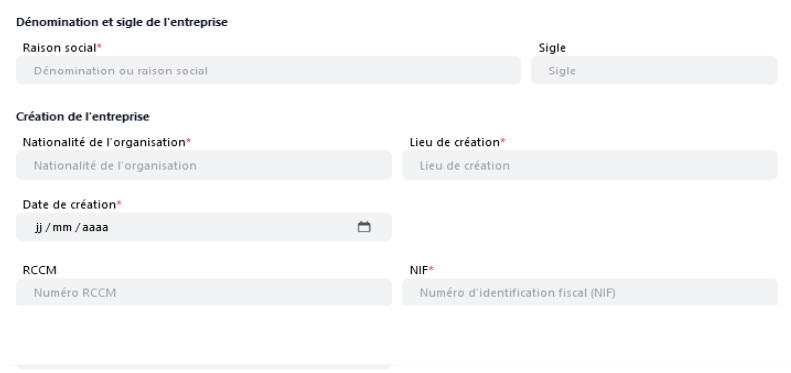 Dénomination et sigle de l'entreprise
Raison social* Sigle
Dénomination ou raison social Sigle
Création de l'entreprise
Nationalité de l'organisation* Lieu de création*
Nationalité de l'organisation Lieu de création
Date de création*
jj/mm/aaaa
RCCM NIF*
Numéro RCCM Numéro d'identification fiscal (NIF)